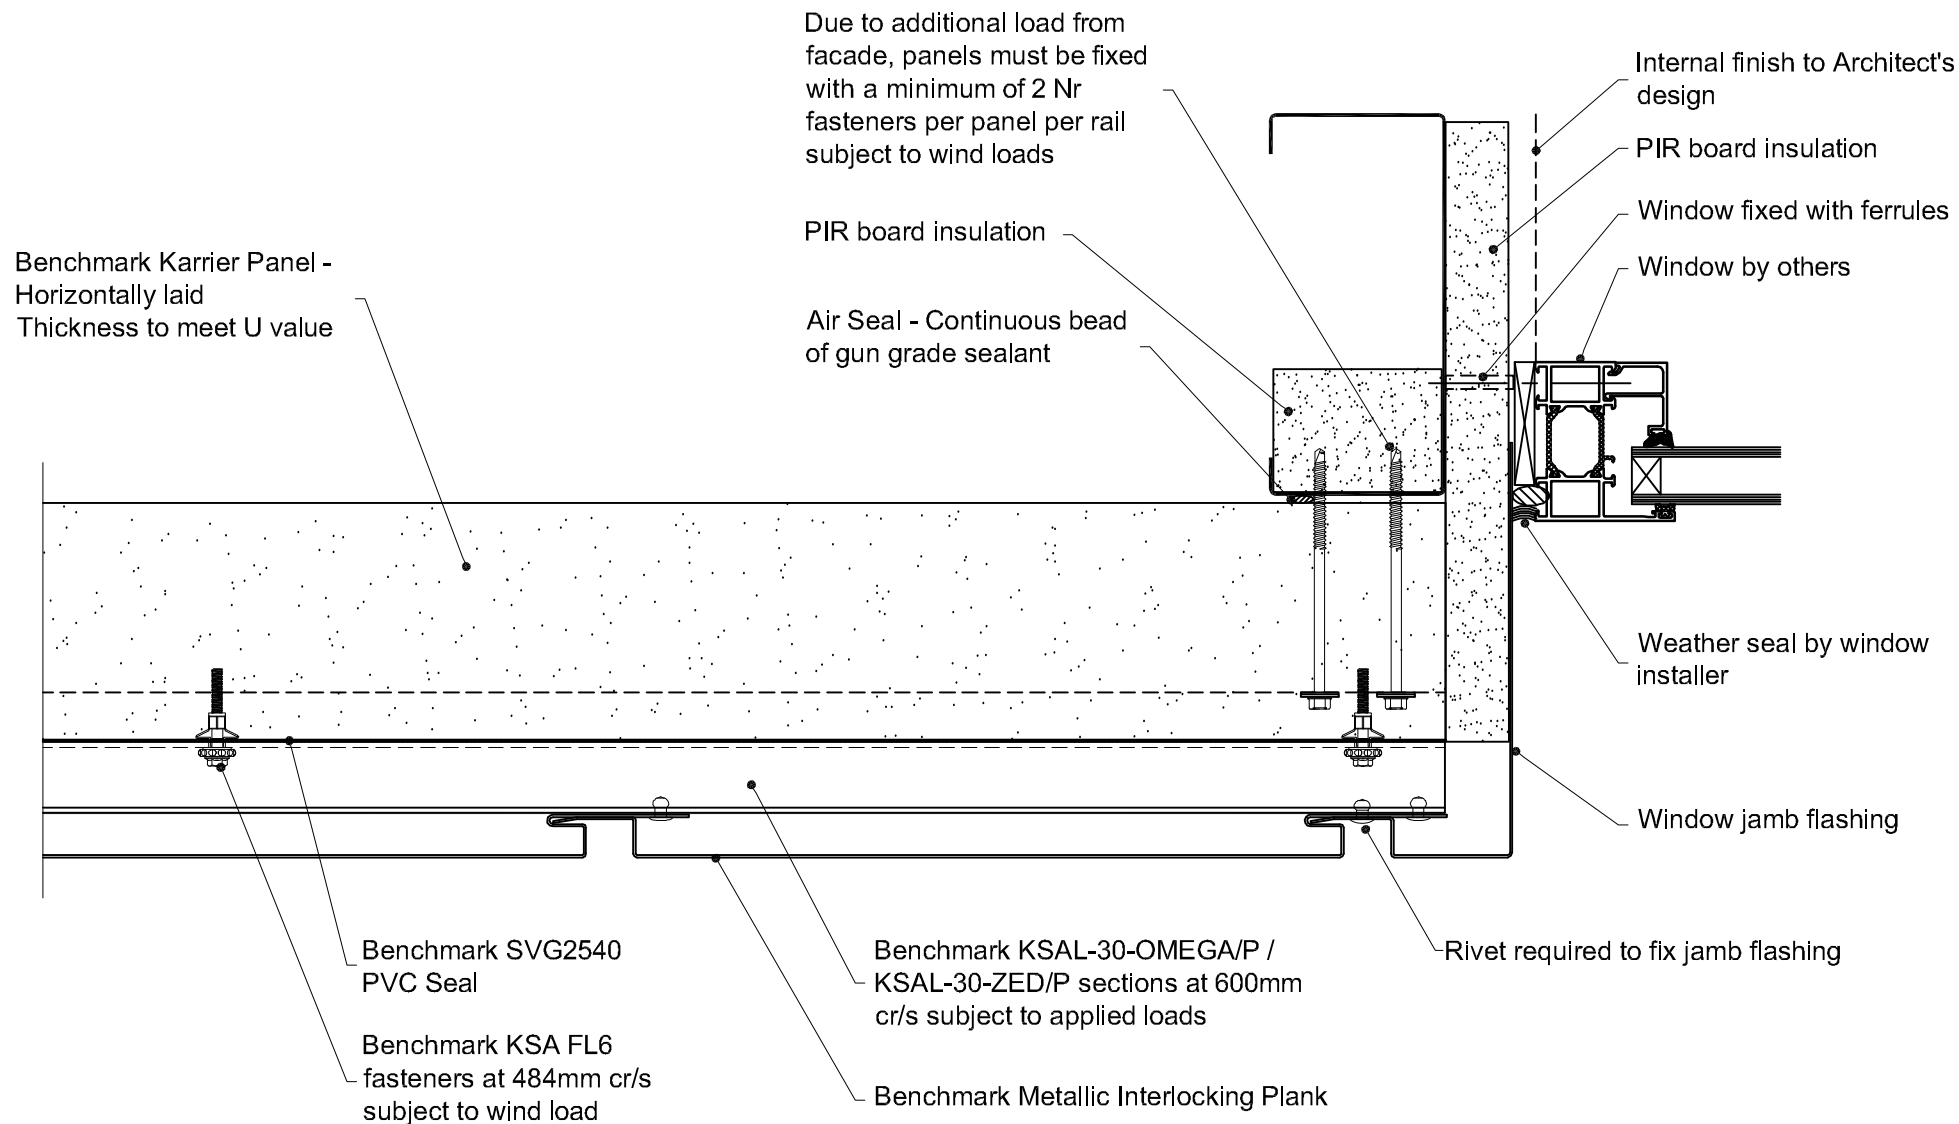 Due to additional load from
facade, panels must be fixed
with a minimum of 2 Nr
fasteners per panel per rail
subject to wind loads
Internal finish to Architect's
design
PIR board insulation
Window fixed with ferrules
PIR board insulation
Window by others
Benchmark Karrier Panel -
Horizontally laid
Thickness to meet U value
Air Seal - Continuous bead
of gun grade sealant
Weather seal by window
installer
Window jamb flashing
Benchmark SVG2540
PVC Seal
Benchmark KSAL-30-OMEGA/P /
KSAL-30-ZED/P sections at 600mm
cr/s subject to applied loads
Rivet required to fix jamb flashing
Benchmark KSA FL6
fasteners at 484mm cr/s
subject to wind load
Benchmark Metallic Interlocking Plank